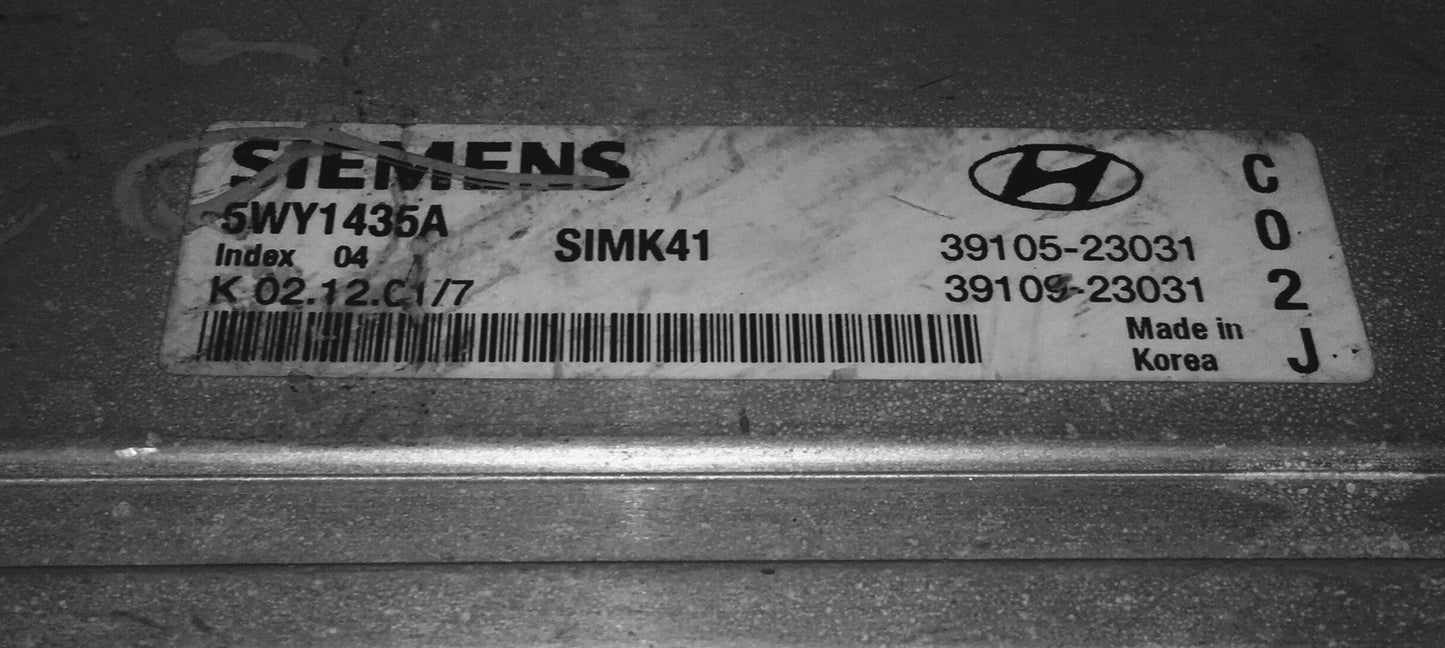 SIEMENS
5WY1435A
Index 04
K 02.12.C1/7
SIMK41
39105-23031
39109-23031
Made in
Korea
C
0
2
J